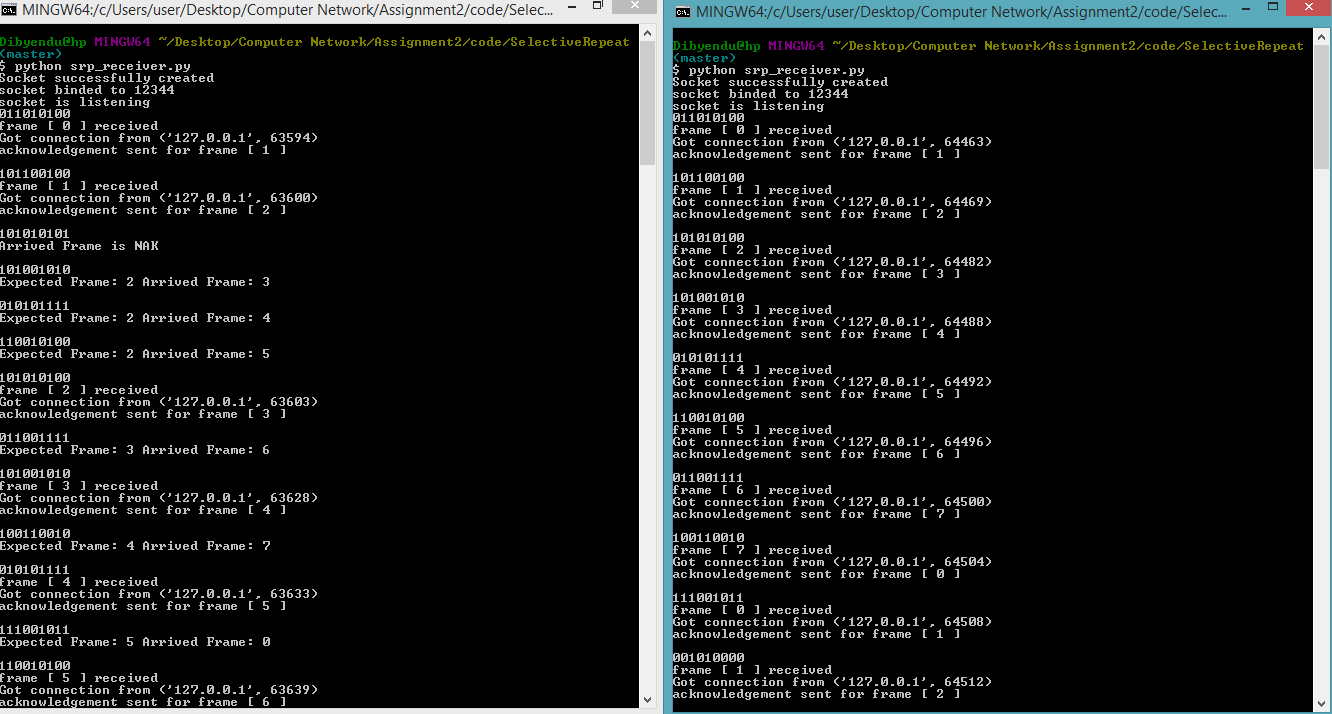 MINGW64:/c/Users/user/Desktop/Computer Network/Assignment2/code/Selec...
Dibyendu@hp MINGW64 ~/Desktop/Computer Network/Assignment2/code/SelectiveRepeat
(master)
$ python srp_receiver.py
Socket successfully created
socket binded to 12344
socket is listening
011010100
frame [ 0 ] received
Got connection from ('127.0.0.1', 63594)
acknowledgement sent for frame [ 1 ]
101100100
frame [ 1 ] received
Got connection from ('127.0.0.1', 63600)
acknowledgement sent for frame [ 2 ]
101010101
Arrived Frame is NAK
101001010
Expected Frame: 2 Arrived Frame: 3
010101111
Expected Frame: 2 Arrived Frame: 4
110010100
Expected Frame: 2 Arrived Frame: 5
101010100
frame [ 2 ] received
Got connection from ('127.0.0.1', 63603)
acknowledgement sent for frame [ 3 ]
011001111
Expected Frame: 3 Arrived Frame: 6
101001010
frame [ 3 ] received
Got connection from ('127.0.0.1', 63628)
acknowledgement sent for frame [ 4 ]
100110010
Expected Frame: 4 Arrived Frame: 7
010101111
frame [ 4 ] received
Got connection from ('127.0.0.1', 63633)
acknowledgement sent for frame [ 5 ]
111001011
Expected Frame: 5 Arrived Frame: 0
110010100
frame [ 5 ] received
Got connection from ('127.0.0.1', 63639)
acknowledgement sent for frame [ 6 ]
MINGW64:/c/Users/user/Desktop/Computer Network/Assignment2/code/Selec...
Dibyendu@hp MINGW64 ~/Desktop/Computer Network/Assignment2/code/SelectiveRepeat
(master)
$ python srp_receiver.py
Socket successfully created
socket binded to 12344
socket is listening
011010100
frame [ 0 ] received
Got connection from ('127.0.0.1', 64463)
acknowledgement sent for frame [ 1 ]
101100100
frame [ 1 ] received
Got connection from ('127.0.0.1', 64469)
acknowledgement sent for frame [ 2 ]
101010100
frame [ 2 ] received
Got connection from ('127.0.0.1', 64482)
acknowledgement sent for frame [ 3 ]
101001010
frame [ 3 ] received
Got connection from ('127.0.0.1', 64488)
acknowledgement sent for frame [ 4 ]
010101111
frame [ 4 ] received
Got connection from ('127.0.0.1', 64492)
acknowledgement sent for frame [ 5 ]
110010100
frame [ 5 ] received
Got connection from ('127.0.0.1', 64496)
acknowledgement sent for frame [ 6 ]
011001111
frame [ 6 ] received
Got connection from ('127.0.0.1', 64500)
acknowledgement sent for frame [ 7 ]
100110010
frame [ 7 ] received
Got connection from ('127.0.0.1', 64504)
acknowledgement sent for frame [ 0 ]
111001011
frame [ 0 ] received
Got connection from ('127.0.0.1', 64508)
acknowledgement sent for frame [ 1 ]
001010000
frame [ 1 ] received
Got connection from ('127.0.0.1', 64512)
acknowledgement sent for frame [ 2 ]